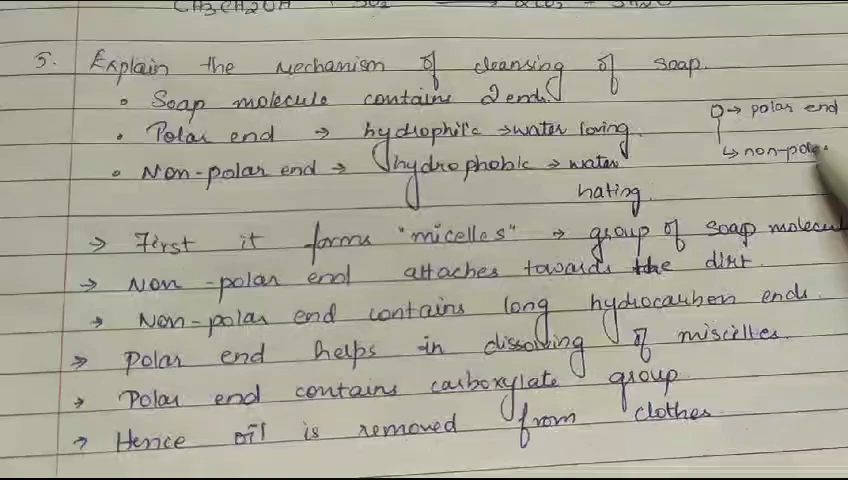 CH3CH2OH
5. Explain the Mechanism of cleansing of soap.
• Soap molecule contains 2 ends
• Polar end → hydrophilic → water loving.
→ polar end
• Non-polar end → hydrophobic → water hating.
↳ non-polar
→ First it forms "micelles" → group of soap molecul
→ Non-polar end attaches towards the dirt.
→ Non-polar end contains long hydrocarbon ends.
→ polar end helps in dissolving of miscelles.
→ Polar end contains carboxylate group
→ Hence oil is removed from clothes.